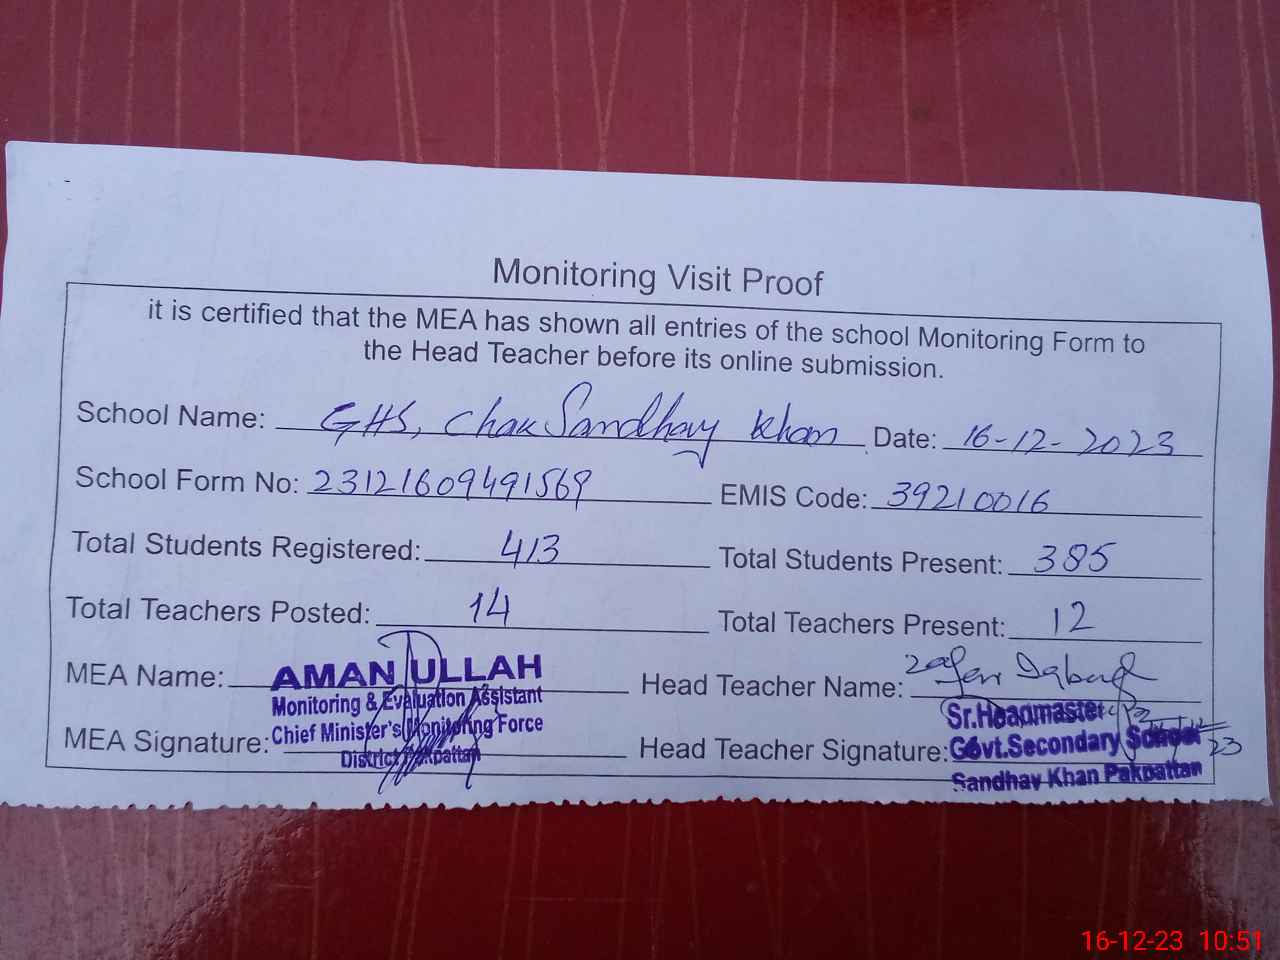 Monitoring Visit Proof
it is certified that the MEA has shown all entries of the school Monitoring Form to
the Head Teacher before its online submission.
School Name: GHS, Chak Sandhay Khan Date: 16-12-2023
School Form No: 23121609491569 EMIS Code: 39210016
Total Students Registered: 413 Total Students Present: 385
Total Teachers Posted: 14 Total Teachers Present: 12
MEA Name: AMAN ULLAH Head Teacher Name: Zafar Iqbal
Monitoring & Evaluation Assistant
Chief Minister's Monitoring Force
District Pakpattan
MEA Signature: Head Teacher Signature:
Sr.Headmaster
Govt.Secondary School
Sandhay Khan Pakpattan
16-12-23 10:51